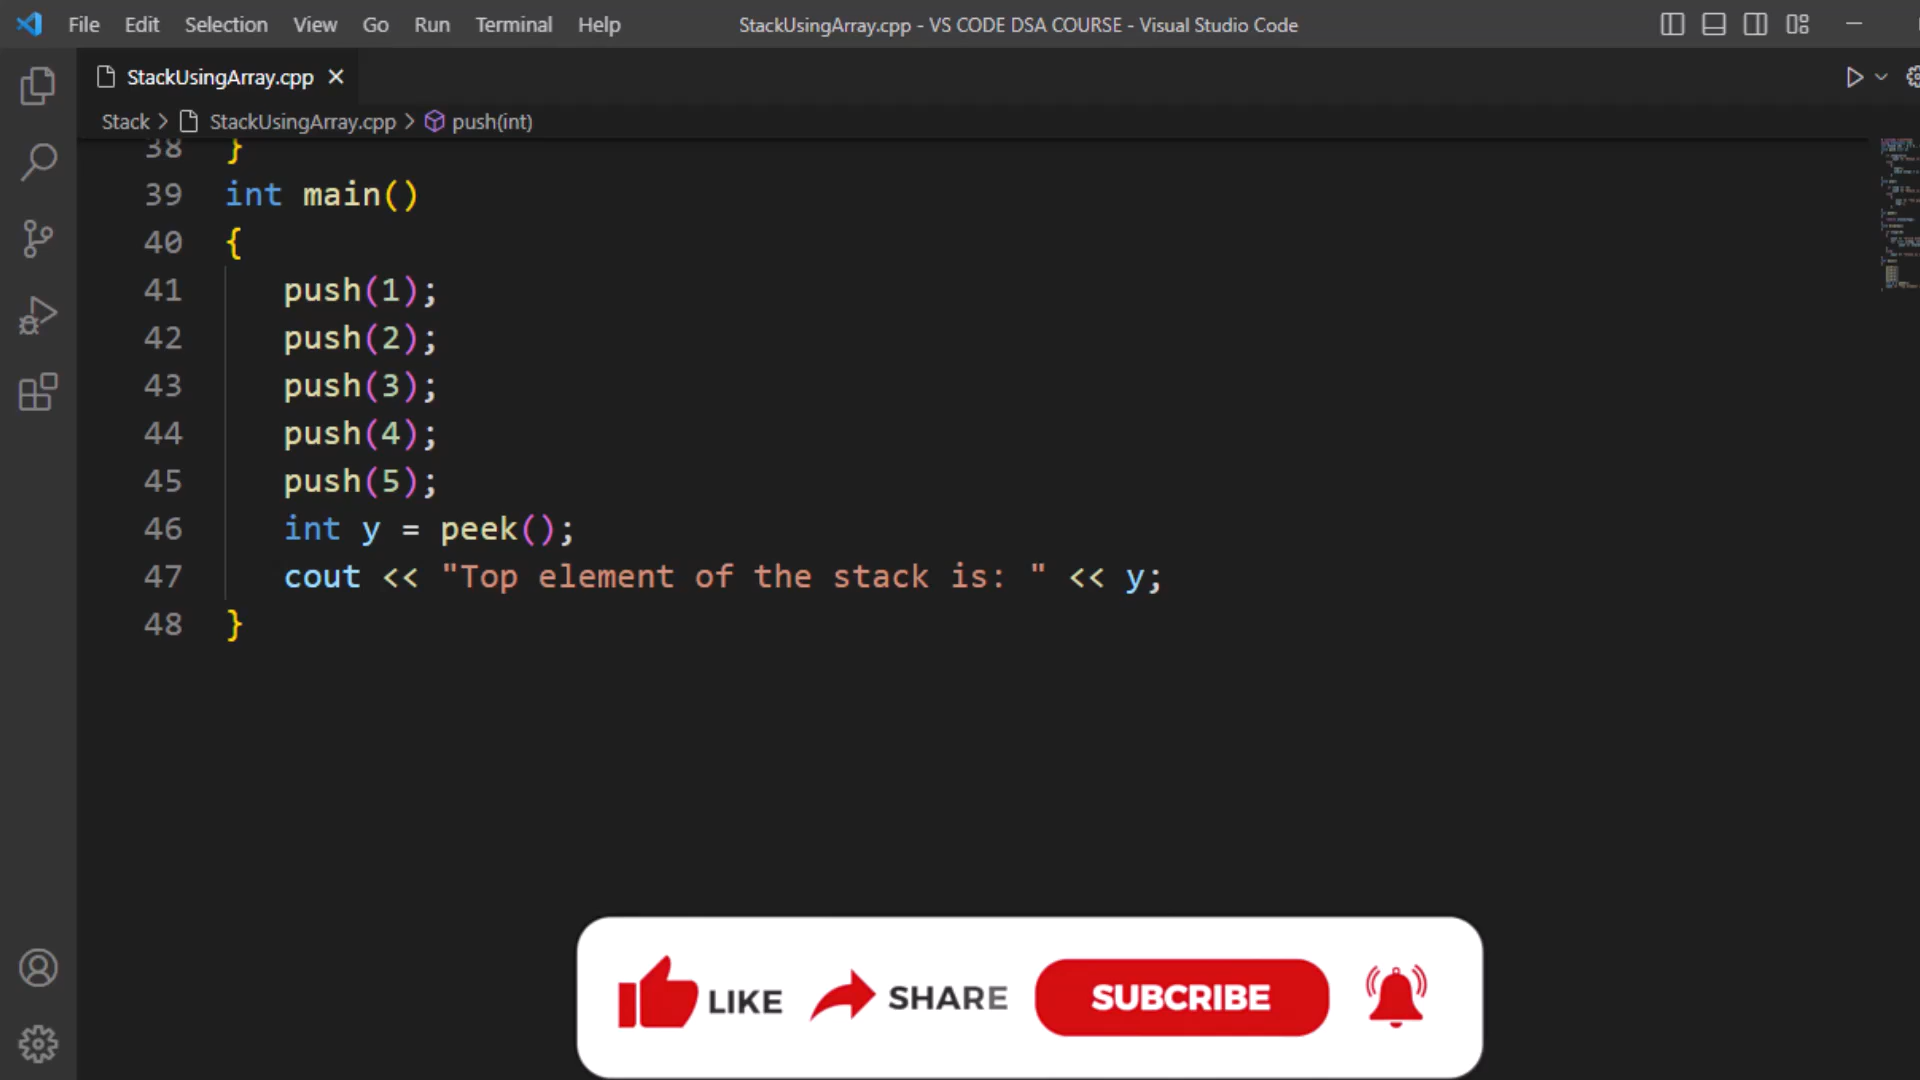 File Edit Selection View Go Run Terminal Help StackUsingArray.cpp - VS CODE DSA COURSE - Visual Studio Code
StackUsingArray.cpp
Stack > StackUsingArray.cpp > push(int)
38 }
39 int main()
40 {
41 push(1);
42 push(2);
43 push(3);
44 push(4);
45 push(5);
46 int y = peek();
47 cout << "Top element of the stack is: " << y;
48 }
LIKE SHARE SUBCRIBE